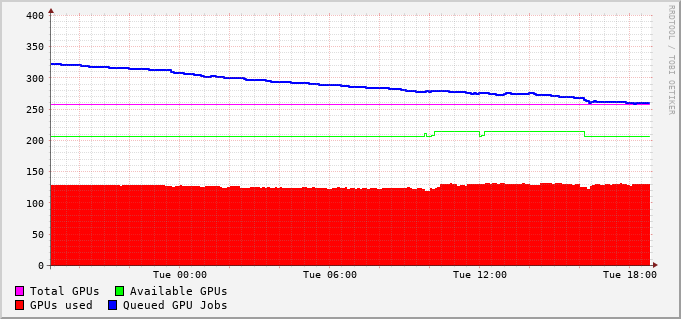 400
350
300
250
200
150
100
50
0
Tue 00:00 Tue 06:00 Tue 12:00 Tue 18:00
Total GPUs Available GPUs
GPUs used Queued GPU Jobs
RRDTOOL / TOBI OETIKER